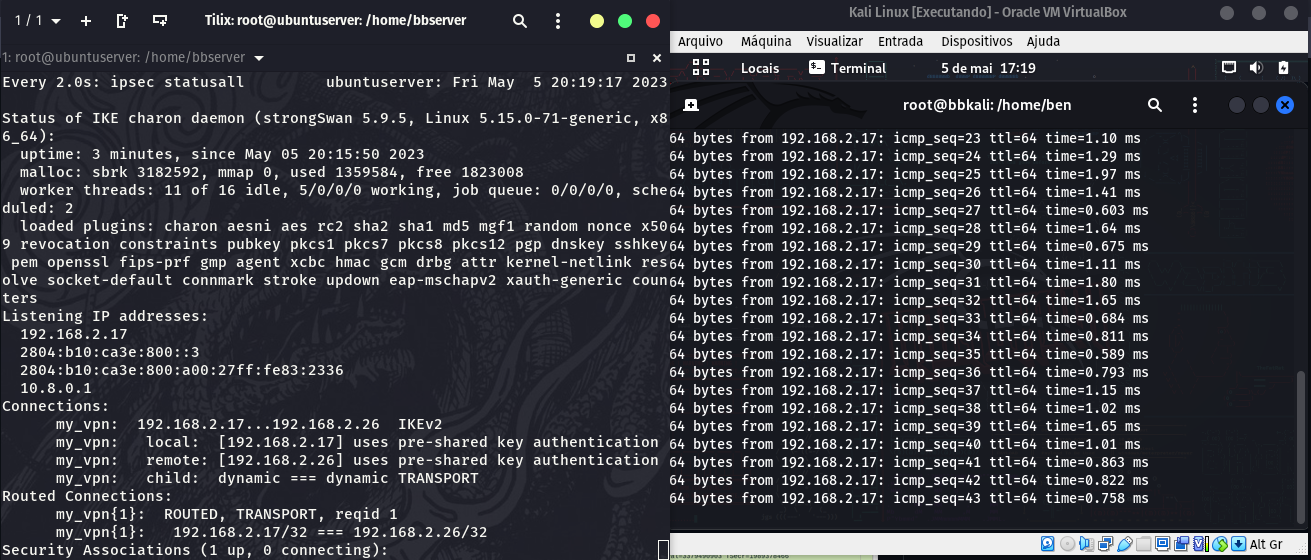 1 / 1
Tilix: root@ubuntuserver: /home/bbserver
1: root@ubuntuserver: /home/bbserver
Every 2.0s: ipsec statusall ubuntuserver: Fri May 5 20:19:17 2023
Status of IKE charon daemon (strongSwan 5.9.5, Linux 5.15.0-71-generic, x8
6_64):
uptime: 3 minutes, since May 05 20:15:50 2023
malloc: sbrk 3182592, mmap 0, used 1359584, free 1823008
worker threads: 11 of 16 idle, 5/0/0/0 working, job queue: 0/0/0/0, sche
duled: 2
loaded plugins: charon aesni aes rc2 sha2 sha1 md5 mgf1 random nonce x50
9 revocation constraints pubkey pkcs1 pkcs7 pkcs8 pkcs12 pgp dnskey sshkey
pem openssl fips-prf gmp agent xcbc hmac gcm drbg attr kernel-netlink res
olve socket-default connmark stroke updown eap-mschapv2 xauth-generic coun
ters
Listening IP addresses:
192.168.2.17
2804:b10:ca3e:800::3
2804:b10:ca3e:800:a00:27ff:fe83:2336
10.8.0.1
Connections:
my_vpn: 192.168.2.17...192.168.2.26 IKEv2
my_vpn: local: [192.168.2.17] uses pre-shared key authentication
my_vpn: remote: [192.168.2.26] uses pre-shared key authentication
my_vpn: child: dynamic === dynamic TRANSPORT
Routed Connections:
my_vpn{1}: ROUTED, TRANSPORT, reqid 1
my_vpn{1}: 192.168.2.17/32 === 192.168.2.26/32
Security Associations (1 up, 0 connecting):
Kali Linux [Executando] - Oracle VM VirtualBox
Arquivo Máquina Visualizar Entrada Dispositivos Ajuda
Locais Terminal 5 de mai 17:19
root@bbkali: /home/ben
64 bytes from 192.168.2.17: icmp_seq=23 ttl=64 time=1.10 ms
64 bytes from 192.168.2.17: icmp_seq=24 ttl=64 time=1.29 ms
64 bytes from 192.168.2.17: icmp_seq=25 ttl=64 time=1.97 ms
64 bytes from 192.168.2.17: icmp_seq=26 ttl=64 time=1.41 ms
64 bytes from 192.168.2.17: icmp_seq=27 ttl=64 time=0.603 ms
64 bytes from 192.168.2.17: icmp_seq=28 ttl=64 time=1.64 ms
64 bytes from 192.168.2.17: icmp_seq=29 ttl=64 time=0.675 ms
64 bytes from 192.168.2.17: icmp_seq=30 ttl=64 time=1.11 ms
64 bytes from 192.168.2.17: icmp_seq=31 ttl=64 time=1.80 ms
64 bytes from 192.168.2.17: icmp_seq=32 ttl=64 time=1.65 ms
64 bytes from 192.168.2.17: icmp_seq=33 ttl=64 time=0.684 ms
64 bytes from 192.168.2.17: icmp_seq=34 ttl=64 time=0.811 ms
64 bytes from 192.168.2.17: icmp_seq=35 ttl=64 time=0.589 ms
64 bytes from 192.168.2.17: icmp_seq=36 ttl=64 time=0.793 ms
64 bytes from 192.168.2.17: icmp_seq=37 ttl=64 time=1.15 ms
64 bytes from 192.168.2.17: icmp_seq=38 ttl=64 time=1.02 ms
64 bytes from 192.168.2.17: icmp_seq=39 ttl=64 time=1.65 ms
64 bytes from 192.168.2.17: icmp_seq=40 ttl=64 time=1.01 ms
64 bytes from 192.168.2.17: icmp_seq=41 ttl=64 time=0.863 ms
64 bytes from 192.168.2.17: icmp_seq=42 ttl=64 time=0.822 ms
64 bytes from 192.168.2.17: icmp_seq=43 ttl=64 time=0.758 ms
Alt Gr